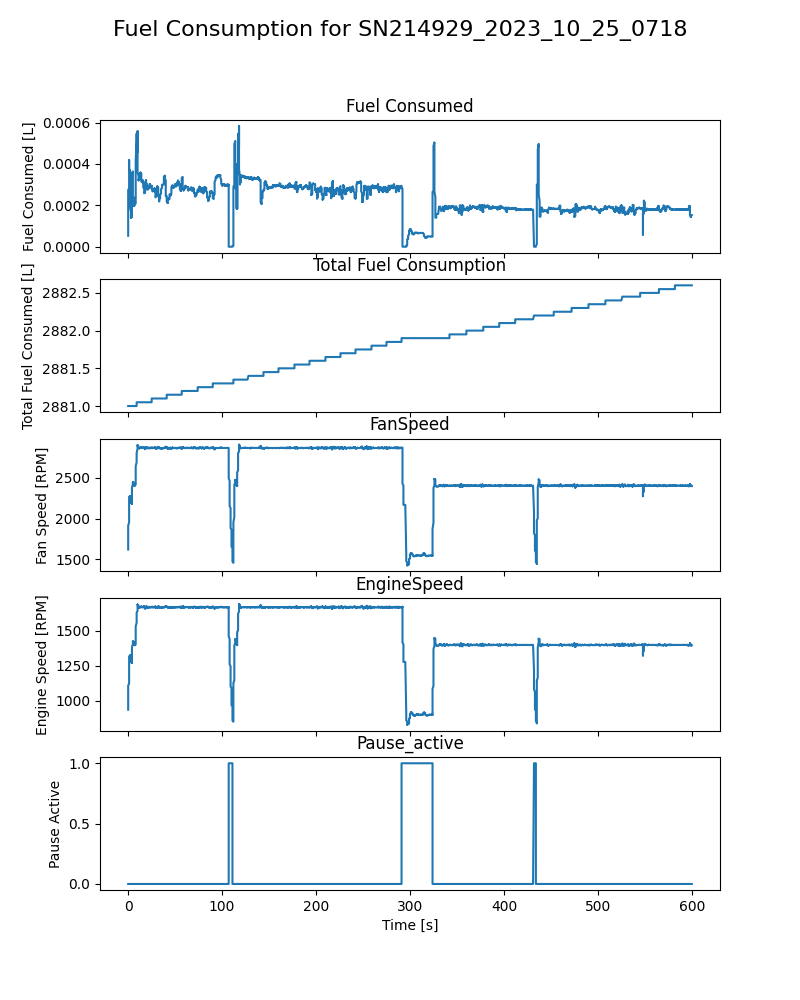 Fuel Consumption for SN214929_2023_10_25_0718
Fuel Consumed
Fuel Consumed [L]
0.0006
0.0004
0.0002
0.0000
Total Fuel Consumption
Total Fuel Consumed [L]
2882.5
2882.0
2881.5
2881.0
FanSpeed
Fan Speed [RPM]
2500
2000
1500
EngineSpeed
Engine Speed [RPM]
1500
1250
1000
Pause_active
Pause Active
1.0
0.5
0.0
0 100 200 300 400 500 600
Time [s]